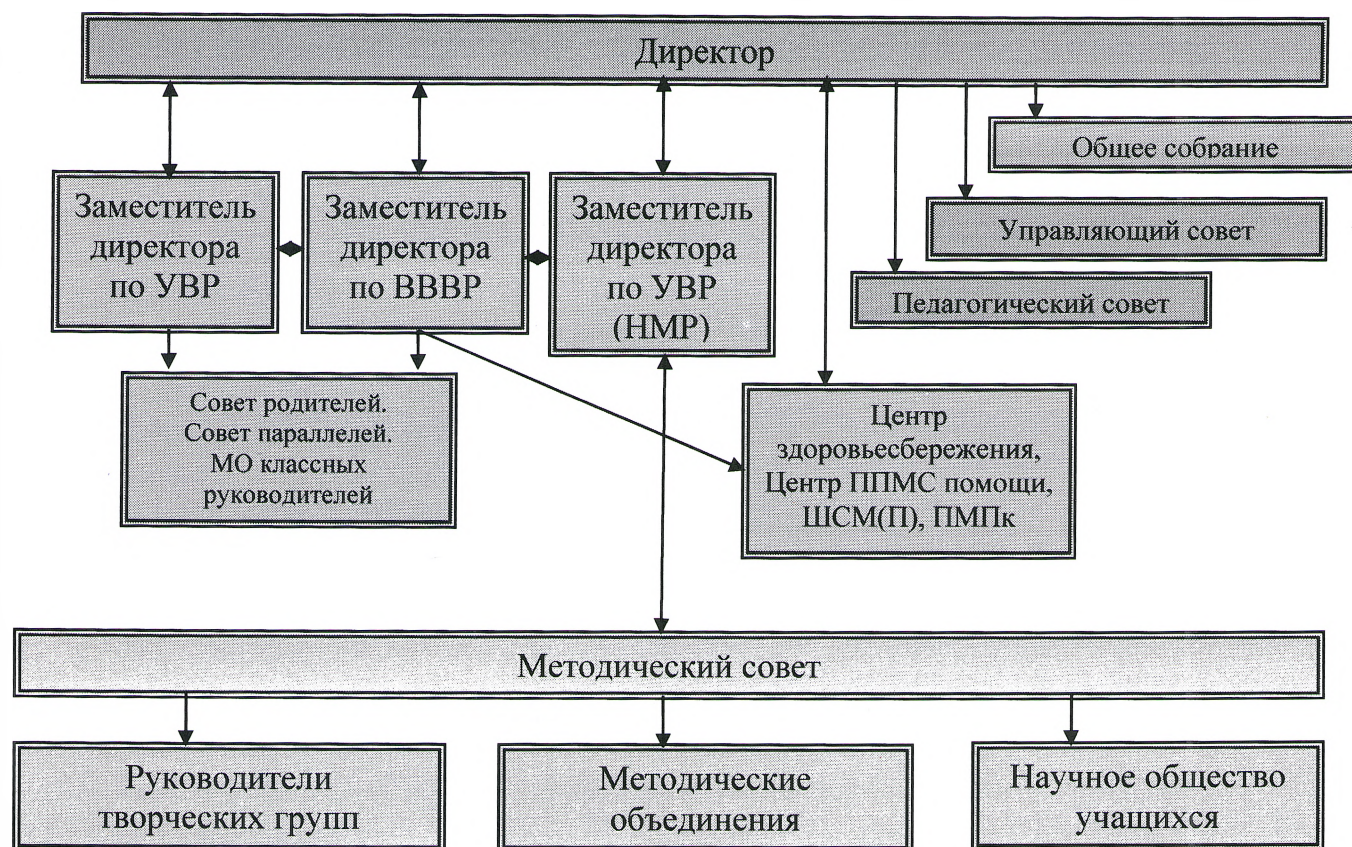 Директор
Общее собрание
Управляющий совет
Педагогический совет
Заместитель
директора
по УВР
Заместитель
директора
по ВВВР
Заместитель
директора
по УВР
(НМР)
Совет родителей.
Совет параллелей.
МО классных
руководителей
Центр
здоровьесбережения,
Центр ППМС помощи,
ШСМ(П), ПМПк
Методический совет
Руководители
творческих групп
Методические
объединения
Научное общество
учащихся